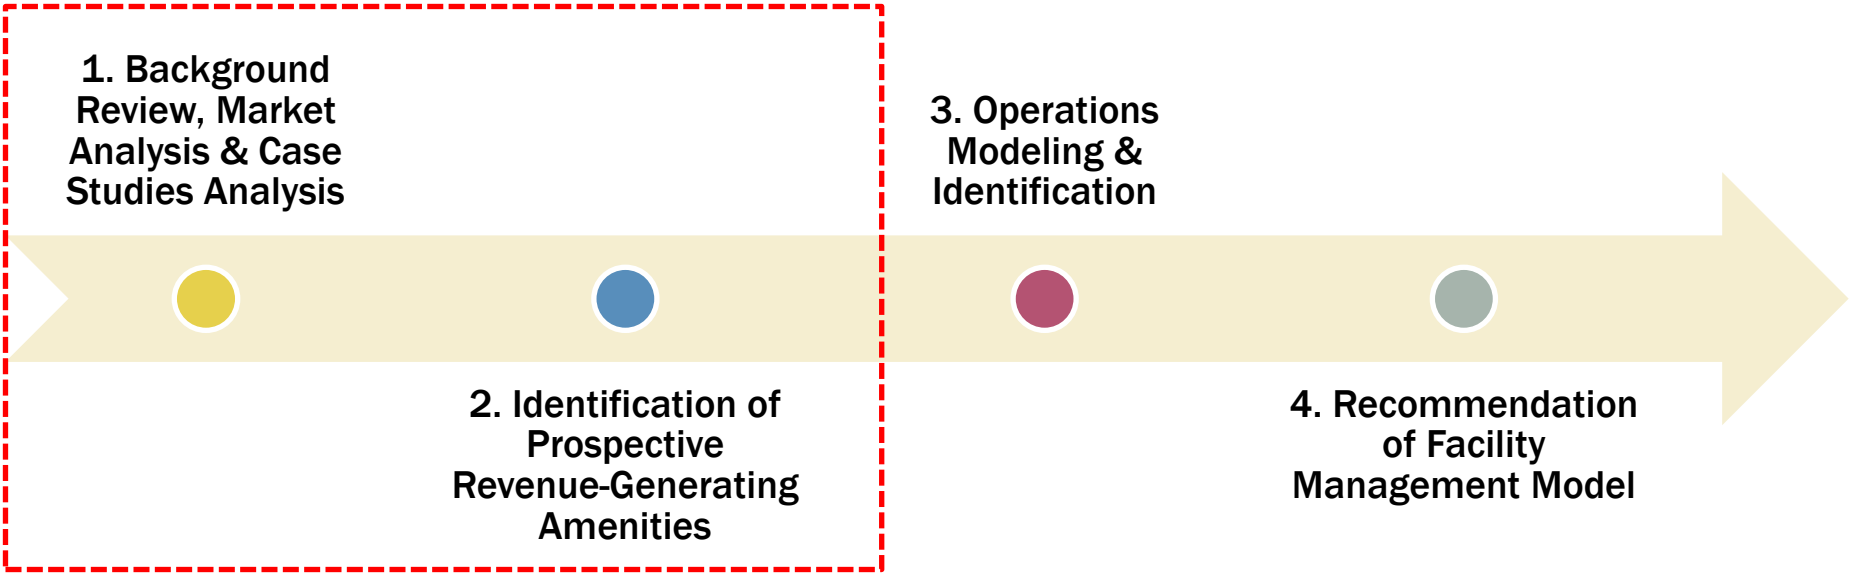 1. Background
Review, Market
Analysis & Case
Studies Analysis
2. Identification of
Prospective
Revenue-Generating
Amenities
3. Operations
Modeling &
Identification
4. Recommendation
of Facility
Management Model